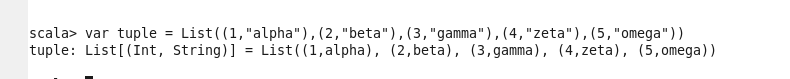 scala> var tuple = List((1,"alpha"),(2,"beta"),(3,"gamma"),(4,"zeta"),(5,"omega"))
tuple: List[(Int, String)] = List((1,alpha), (2,beta), (3,gamma), (4,zeta), (5,omega))